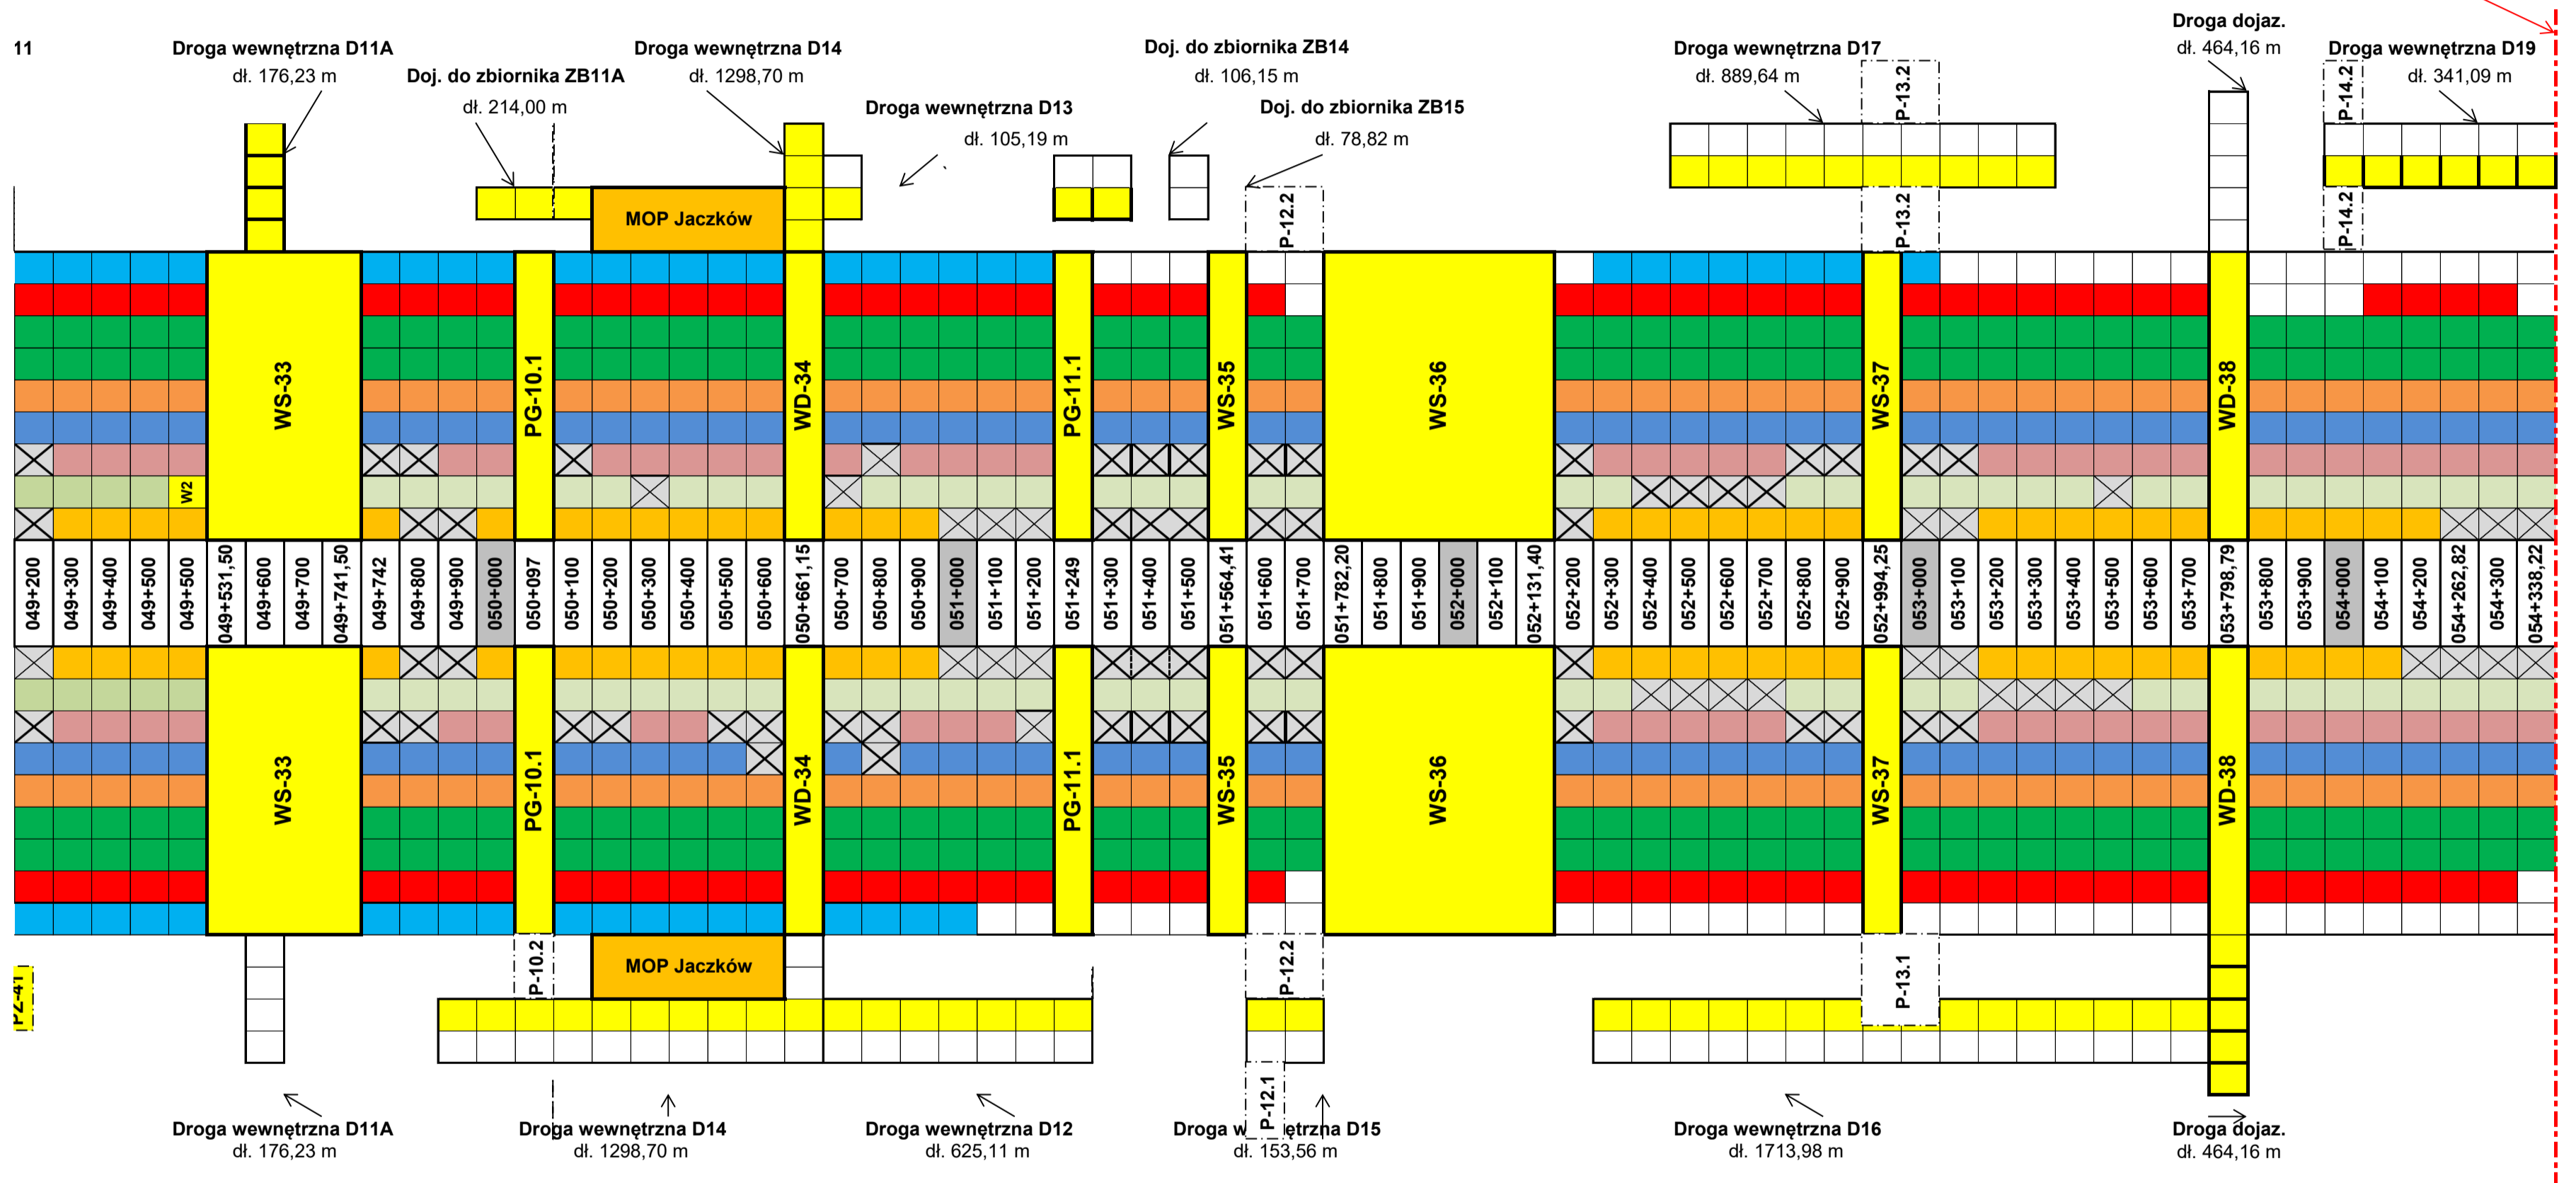 11
Droga wewnętrzna D11A
dł. 176,23 m
Doj. do zbiornika ZB11A
dł. 214,00 m
Droga wewnętrzna D14
dł. 1298,70 m
Droga wewnętrzna D13
dł. 105,19 m
Doj. do zbiornika ZB14
dł. 106,15 m
Doj. do zbiornika ZB15
dł. 78,82 m
Droga wewnętrzna D17
dł. 889,64 m
Droga dojaz.
dł. 464,16 m
Droga wewnętrzna D19
dł. 341,09 m
P-13.2
P-14.2
MOP Jaczków
P-12.2
P-13.2
P-14.2
WS-33
PG-10.1
WD-34
PG-11.1
WS-35
WS-36
WS-37
WD-38
W2
049+200
049+300
049+400
049+500
049+500
049+531,50
049+600
049+700
049+741,50
049+742
049+800
049+900
050+000
050+097
050+100
050+200
050+300
050+400
050+500
050+600
050+661,15
050+700
050+800
050+900
051+000
051+100
051+200
051+249
051+300
051+400
051+500
051+564,41
051+600
051+700
051+782,20
051+800
051+900
052+000
052+100
052+131,40
052+200
052+300
052+400
052+500
052+600
052+700
052+800
052+900
052+994,25
053+000
053+100
053+200
053+300
053+400
053+500
053+600
053+700
053+798,79
053+800
053+900
054+000
054+100
054+200
054+262,82
054+300
054+338,22
WS-33
PG-10.1
WD-34
PG-11.1
WS-35
WS-36
WS-37
WD-38
PZ-41
P-10.2
MOP Jaczków
P-12.2
P-13.1
P-12.1
Droga wewnętrzna D11A
dł. 176,23 m
Droga wewnętrzna D14
dł. 1298,70 m
Droga wewnętrzna D12
dł. 625,11 m
Droga wewnętrzna D15
dł. 153,56 m
Droga wewnętrzna D16
dł. 1713,98 m
Droga dojaz.
dł. 464,16 m